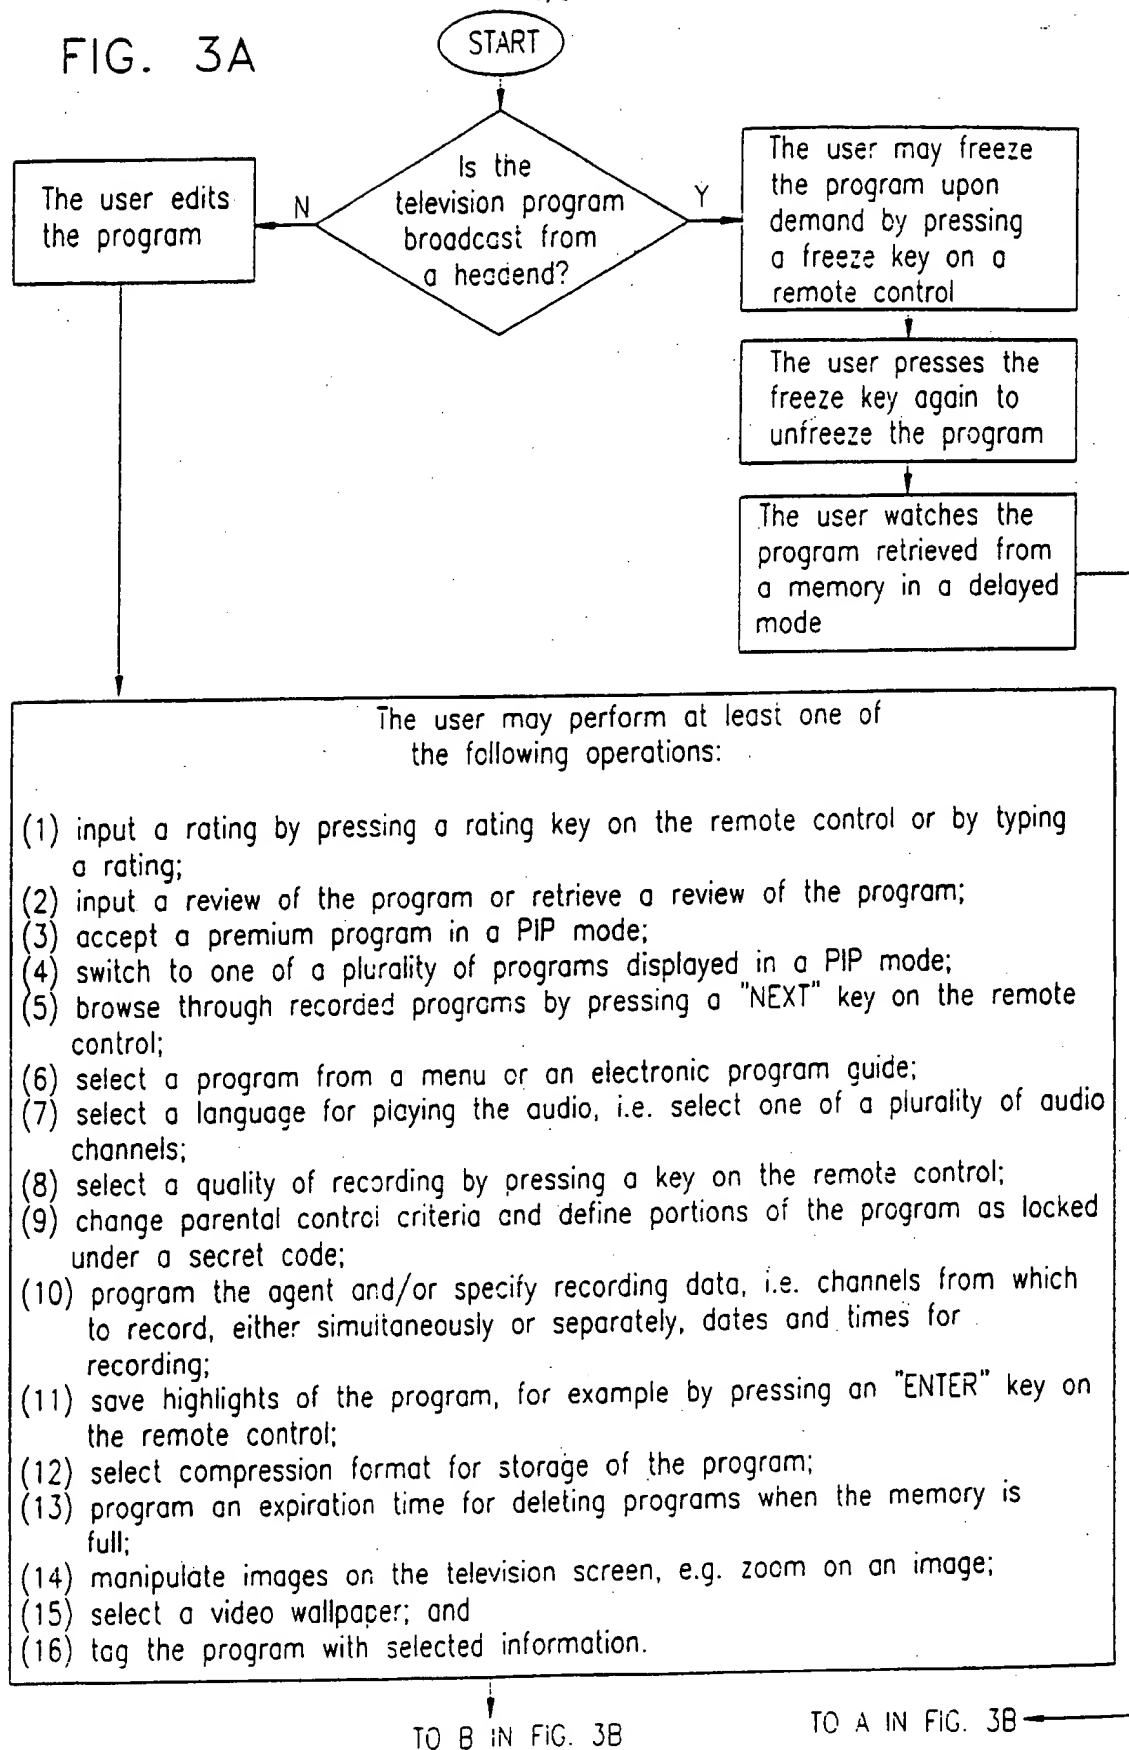 FIG. 3A
START
Is the
television program
broadcast from
a headend?
N
Y
The user edits
the program
The user may freeze
the program upon
demand by pressing
a freeze key on a
remote control
The user presses the
freeze key again to
unfreeze the program
The user watches the
program retrieved from
a memory in a delayed
mode
The user may perform at least one of
the following operations:
(1) input a rating by pressing a rating key on the remote control or by typing
a rating;
(2) input a review of the program or retrieve a review of the program;
(3) accept a premium program in a PIP mode;
(4) switch to one of a plurality of programs displayed in a PIP mode;
(5) browse through recorded programs by pressing a "NEXT" key on the remote
control;
(6) select a program from a menu or an electronic program guide;
(7) select a language for playing the audio, i.e. select one of a plurality of audio
channels;
(8) select a quality of recording by pressing a key on the remote control;
(9) change parental control criteria and define portions of the program as locked
under a secret code;
(10) program the agent and/or specify recording data, i.e. channels from which
to record, either simultaneously or separately, dates and times for
recording;
(11) save highlights of the program, for example by pressing an "ENTER" key on
the remote control;
(12) select compression format for storage of the program;
(13) program an expiration time for deleting programs when the memory is
full;
(14) manipulate images on the television screen, e.g. zoom on an image;
(15) select a video wallpaper; and
(16) tag the program with selected information.
TO B IN FIG. 3B
TO A IN FIG. 3B